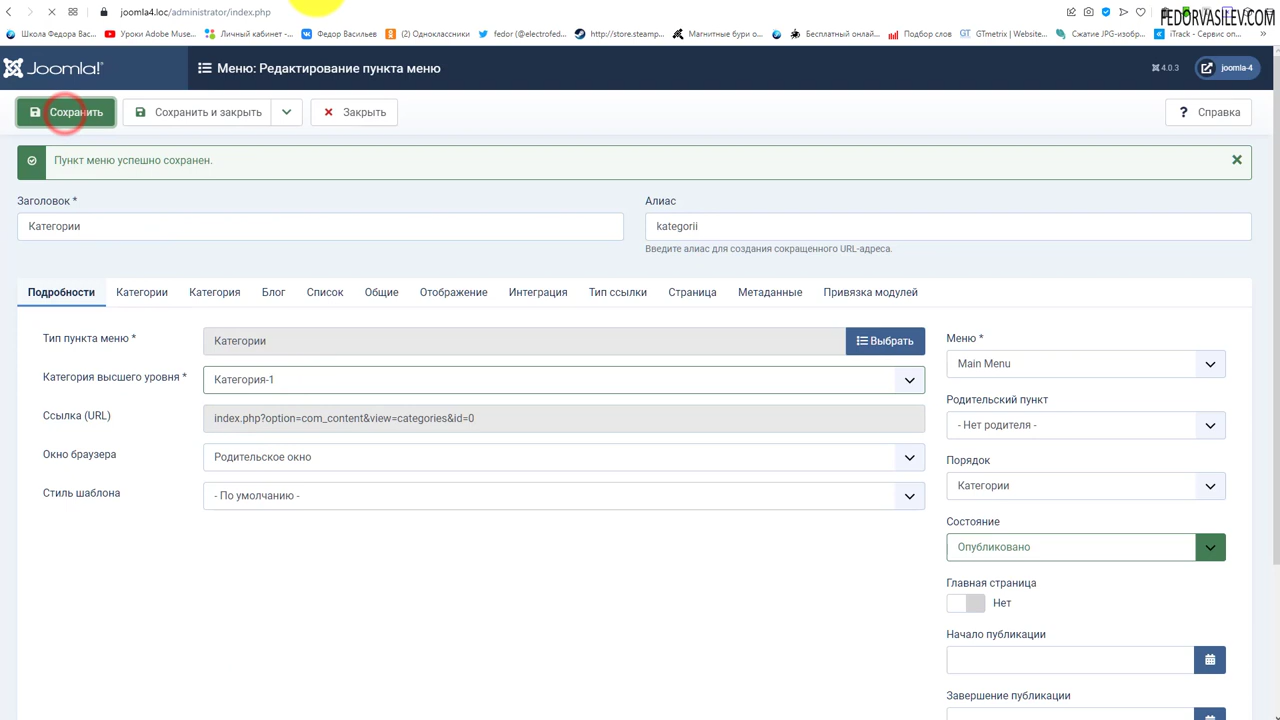 joomla4.loc/administrator/index.php
FEDORVASILEV.COM
Школа Федора Вас...
Уроки Adobe Muse...
Личный кабинет -...
Федор Васильев
(2) Одноклассники
fedor (@electrofed...
http://store.steamp...
Магнитные бури о...
Бесплатный онлай...
Подбор слов
GTmetrix | Website...
Сжатие JPG-изобр...
iTrack - Сервис оп...
Joomla!
Меню: Редактирование пункта меню
4.0.3
joomla-4
Сохранить
Сохранить и закрыть
Закрыть
? Справка
Пункт меню успешно сохранен.
Заголовок *
Алиас
Категории
kategorii
Введите алиас для создания сокращенного URL-адреса.
Подробности
Категории
Категория
Блог
Список
Общие
Отображение
Интеграция
Тип ссылки
Страница
Метаданные
Привязка модулей
Тип пункта меню *
Категории
Выбрать
Категория высшего уровня *
Категория-1
Ссылка (URL)
index.php?option=com_content&view=categories&id=0
Окно браузера
Родительское окно
Стиль шаблона
- По умолчанию -
Меню *
Main Menu
Родительский пункт
- Нет родителя -
Порядок
Категории
Состояние
Опубликовано
Главная страница
Нет
Начало публикации
Завершение публикации